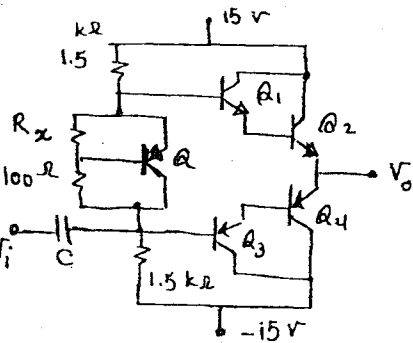 15 V
kΩ
1.5
Q1
Q2
Rx
Q
100 Ω
Vo
Q4
Vi
C
Q3
1.5 kΩ
-15 V